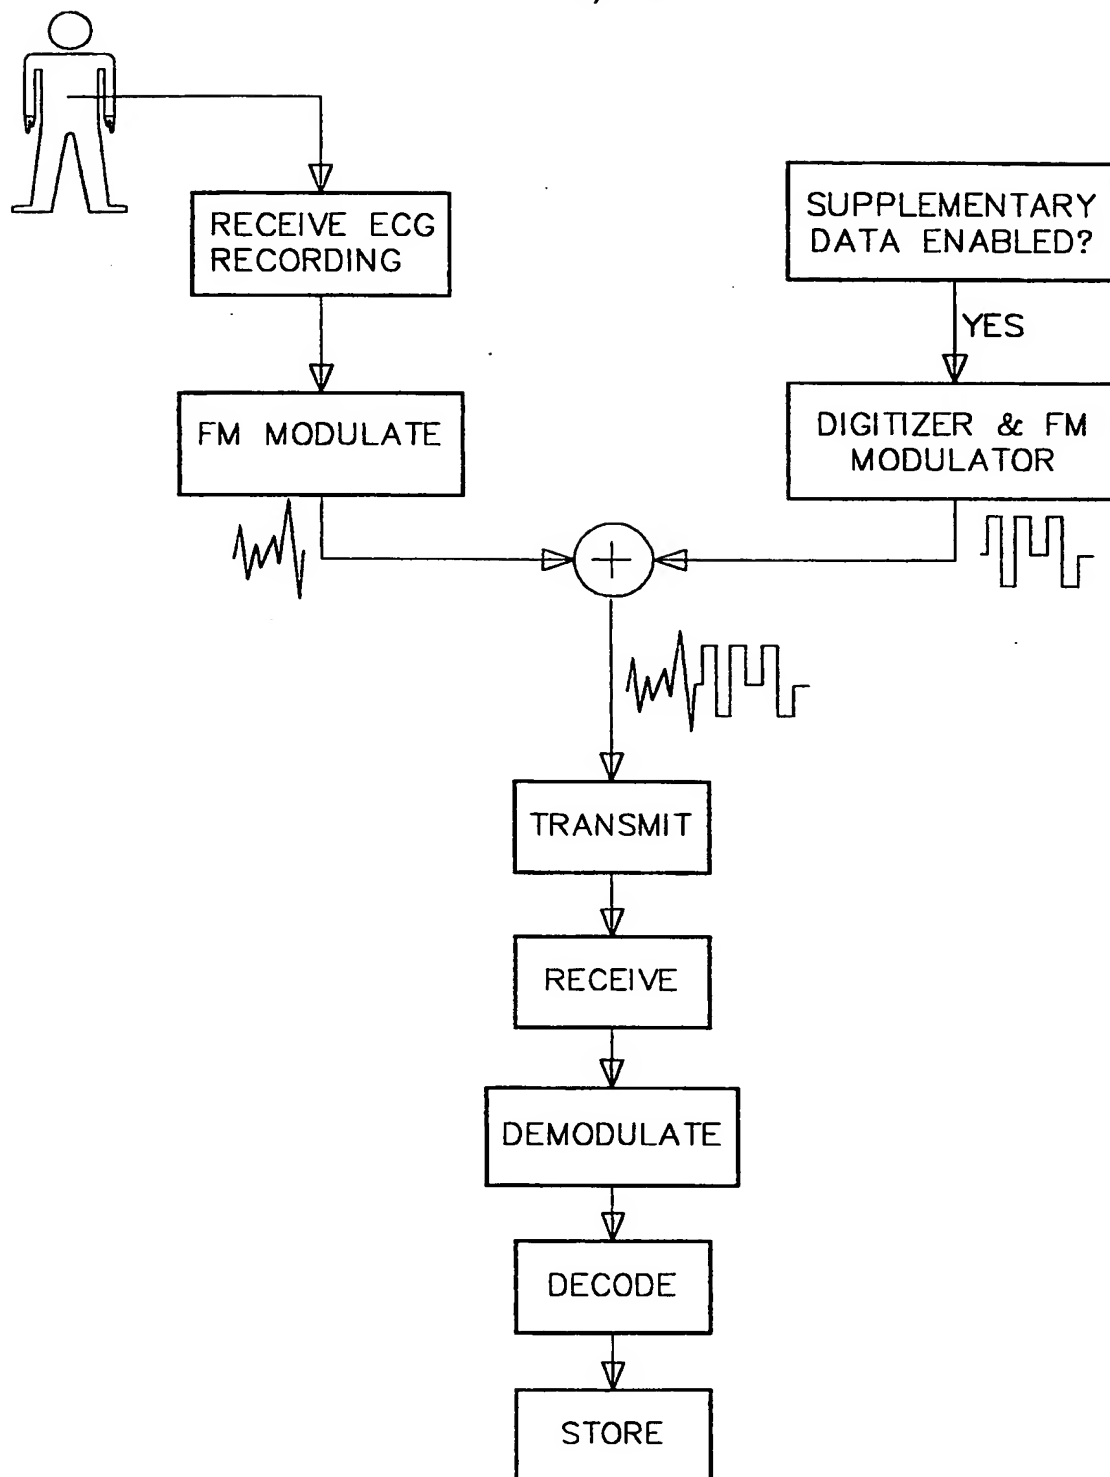 RECEIVE ECG
RECORDING
SUPPLEMENTARY
DATA ENABLED?
YES
FM MODULATE
DIGITIZER & FM
MODULATOR
+
TRANSMIT
RECEIVE
DEMODULATE
DECODE
STORE